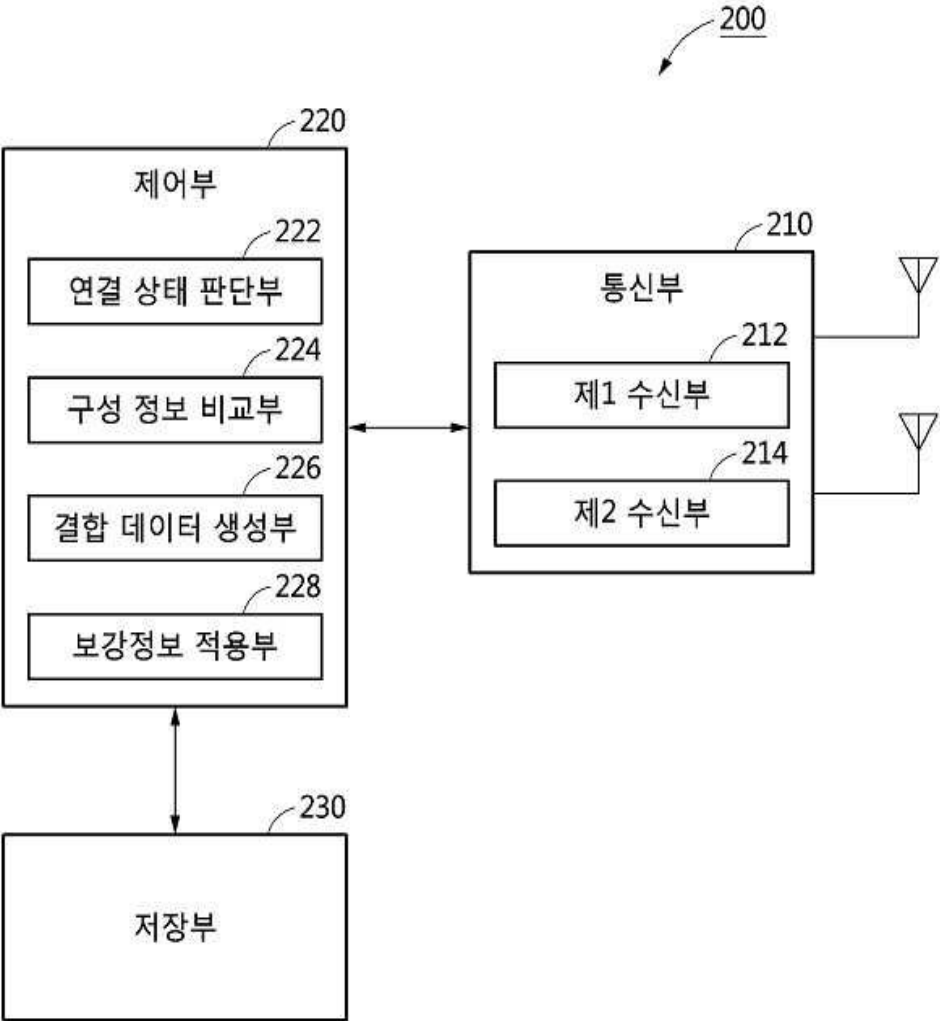 200
220
제어부
222
연결 상태 판단부
224
구성 정보 비교부
226
결합 데이터 생성부
228
보강정보 적용부
210
통신부
212
제1 수신부
214
제2 수신부
230
저장부